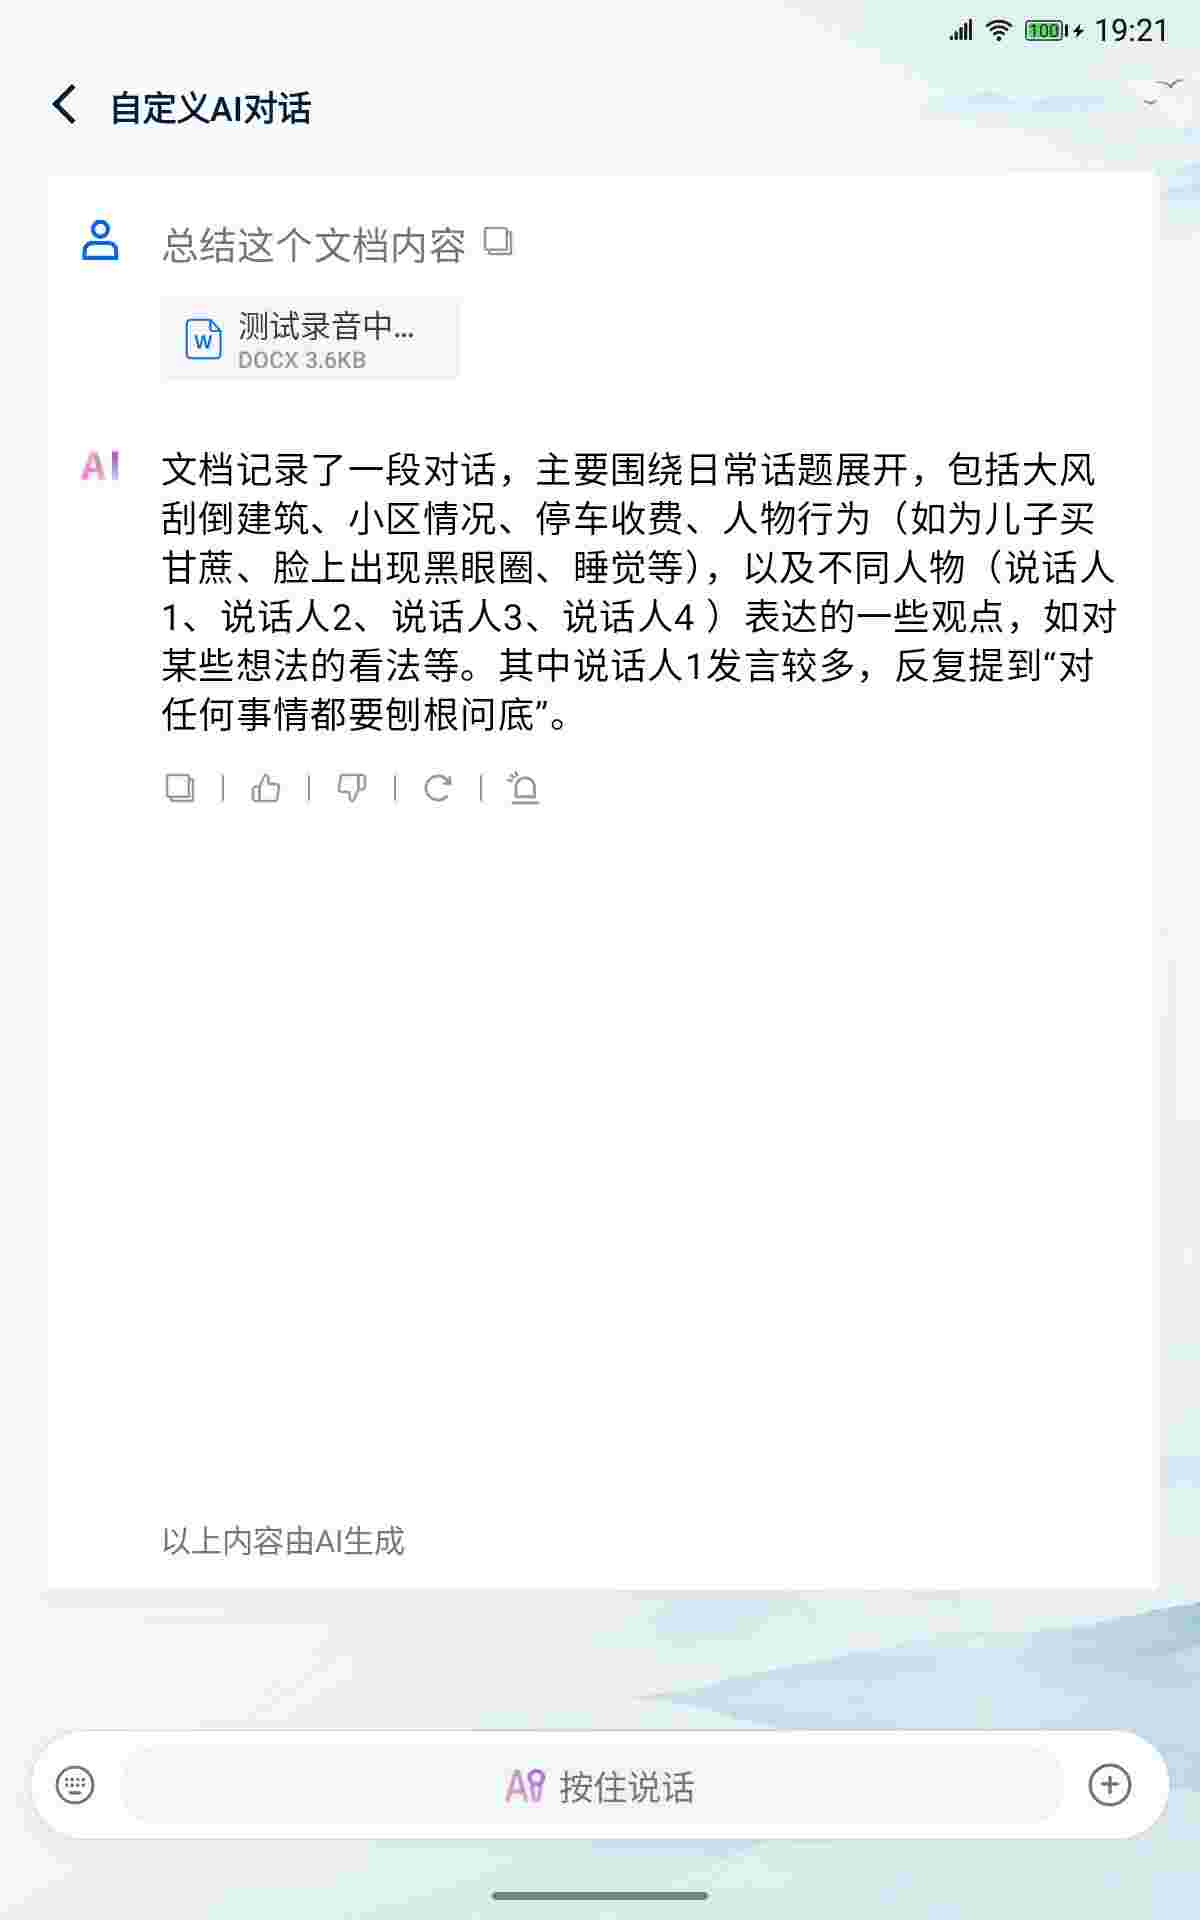 100 19:21
自定义AI对话
总结这个文档内容
W 测试录音中...
DOCX 3.6KB
AI 文档记录了一段对话，主要围绕日常话题展开，包括大风
刮倒建筑、小区情况、停车收费、人物行为（如为儿子买
甘蔗、脸上出现黑眼圈、睡觉等），以及不同人物（说话人
1、说话人2、说话人3、说话人4 ）表达的一些观点，如对
某些想法的看法等。其中说话人1发言较多，反复提到“对
任何事情都要刨根问底”。
以上内容由AI生成
AI 按住说话